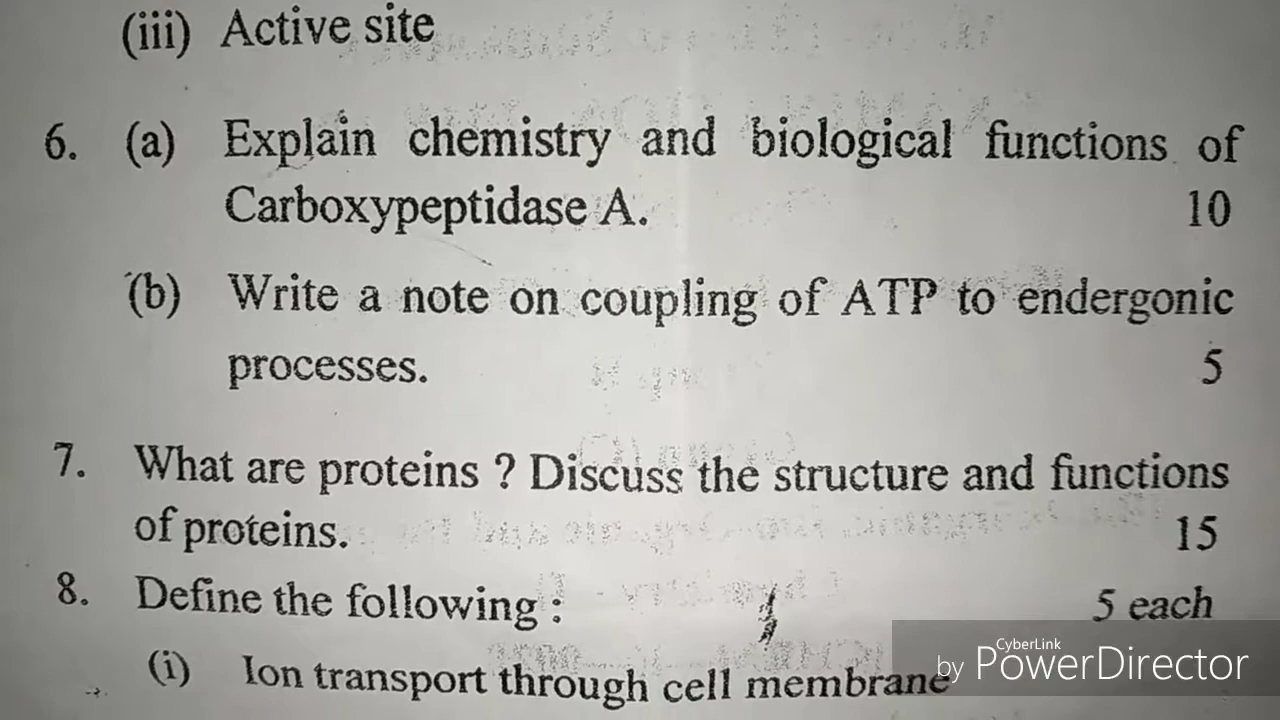 (iii) Active site
6. (a) Explain chemistry and biological functions of
Carboxypeptidase A. 10
(b) Write a note on coupling of ATP to endergonic
processes. 5
7. What are proteins ? Discuss the structure and functions
of proteins. 15
8. Define the following : 5 each
(i) Ion transport through cell membrane
CyberLink
by PowerDirector